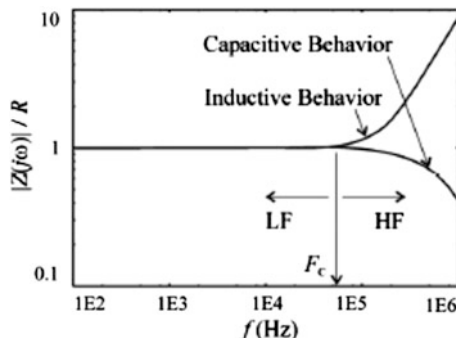 10
Capacitive Behavior
Inductive Behavior
|Z(jω)| / R
1
LF HF
F_c
0.1
1E2 1E3 1E4 1E5 1E6
f(Hz)